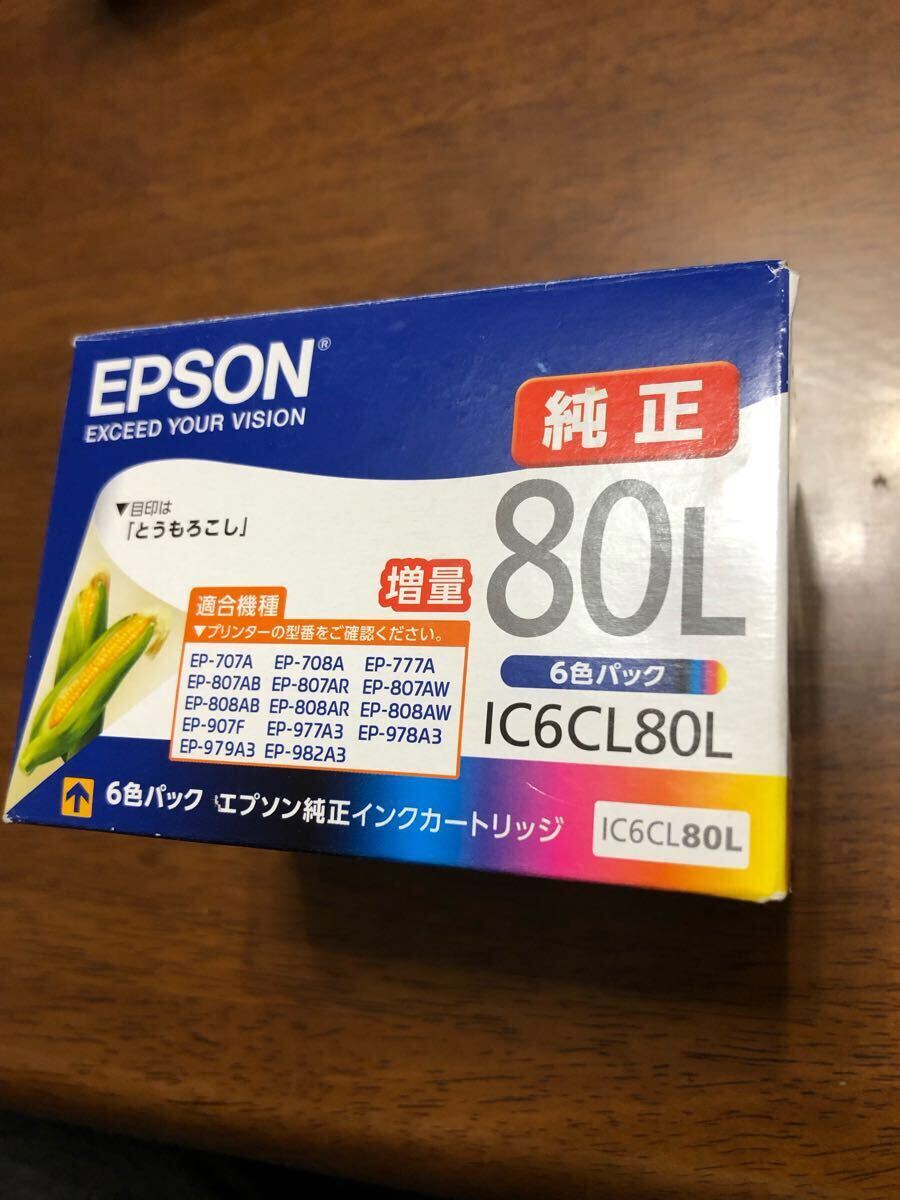 EPSON®
EXCEED YOUR VISION
純正
▼目印は
「とうもろこし」
増量
80L
適合機種
▼プリンターの型番をご確認ください。
EP-707A EP-708A EP-777A
EP-807AB EP-807AR EP-807AW
EP-808AB EP-808AR EP-808AW
EP-907F EP-977A3 EP-978A3
EP-979A3 EP-982A3
6色パック
IC6CL80L
6色パック エプソン純正インクカートリッジ
IC6CL80L